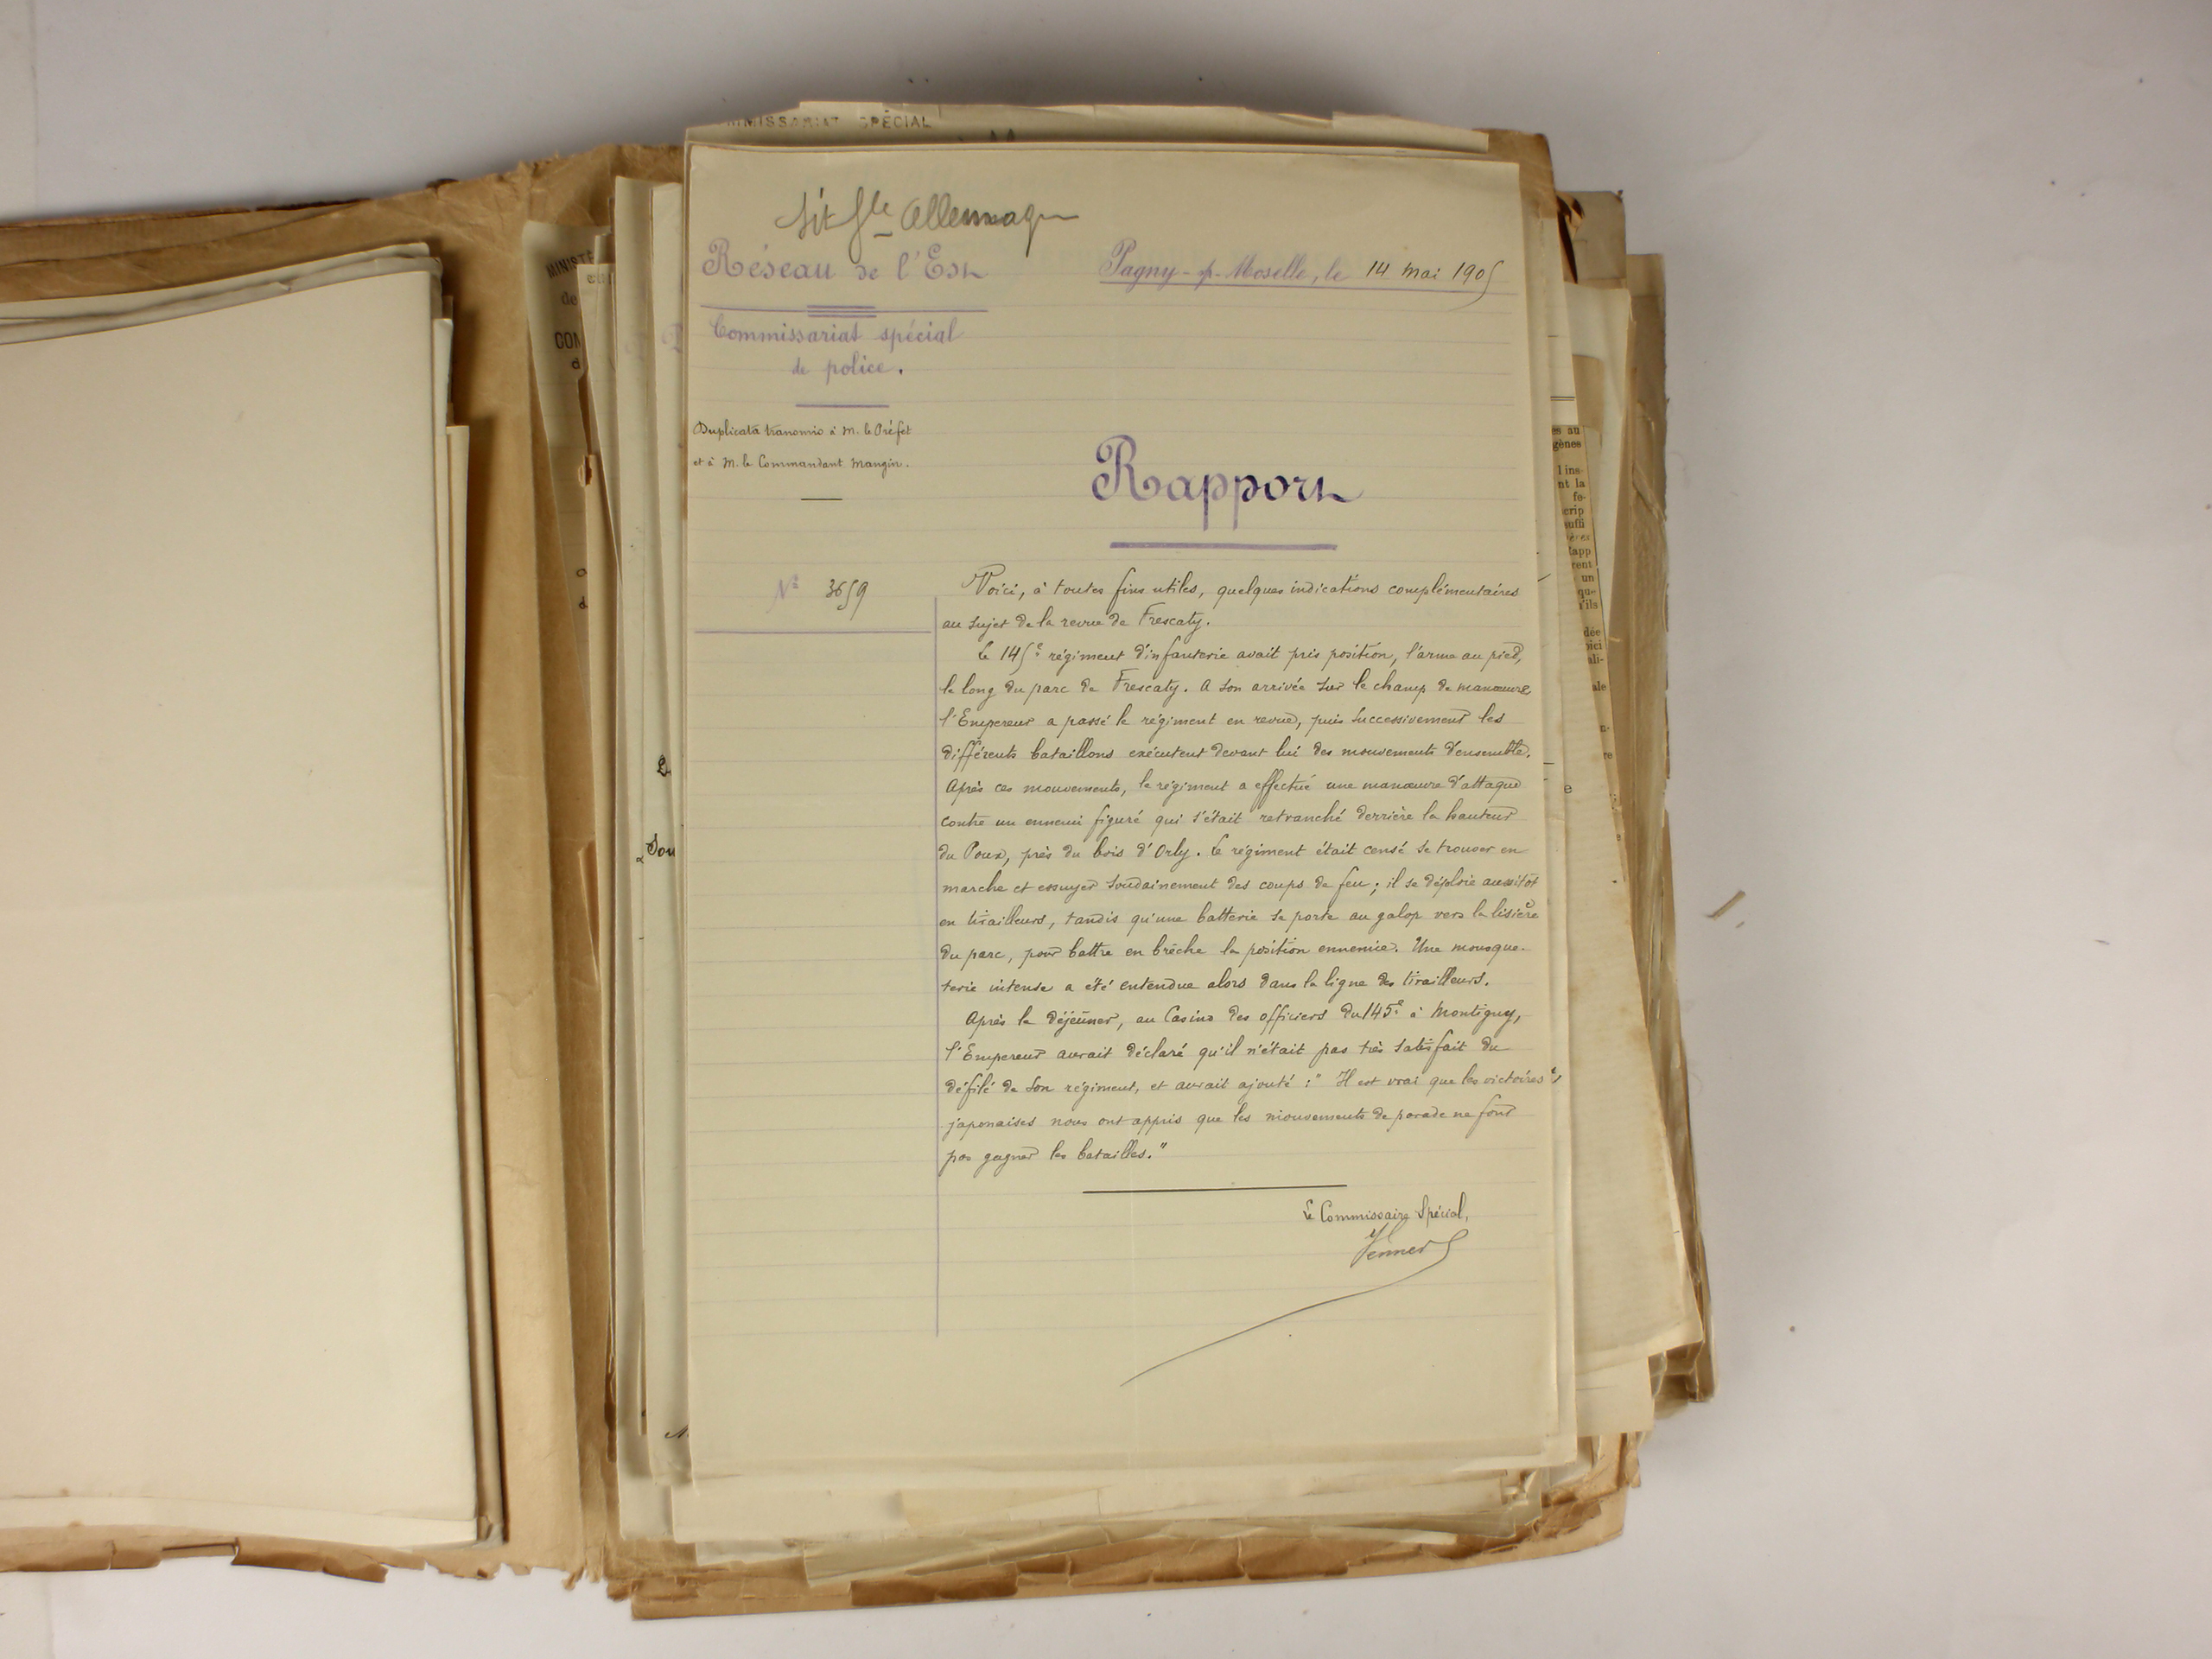 MMISSARIAT SPÉCIAL
Sit Gle Allemagne
Réseau de l'Est
Pagny-s-Moselle, le 14 mai 1905
Commissariat spécial
de police.
Duplicata transmis à M. le Préfet
et à M. le Commandant Mangin.
Rapport
N° 3659
Voici, à toutes fins utiles, quelques indications complémentaires
au sujet de la revue de Frescaty.
Le 145e régiment d'infanterie avait pris position, l'arme au pied,
le long du parc de Frescaty. A son arrivée sur le champ de manœuvre
l'Empereur a passé le régiment en revue, puis successivement les
différents bataillons exécutent devant lui des mouvements d'ensemble.
Après ces mouvements, le régiment a effectué une manœuvre d'attaque
contre un ennemi figuré qui s'était retranché derrière la hauteur
du Poux, près du bois d'Orly. Le régiment était censé se trouver en
marche et essuyer soudainement des coups de feu ; il se déploie aussitôt
en tirailleurs, tandis qu'une batterie se porte au galop vers la lisière
du parc, pour battre en brèche la position ennemie. Une mousque-
terie intense a été entendue alors dans la ligne des tirailleurs.
Après le déjeûner, au Casino des officiers du 145e à Montigny,
l'Empereur aurait déclaré qu'il n'était pas très satisfait du
défilé de son régiment, et aurait ajouté : " Il est vrai que les victoires
japonaises nous ont appris que les mouvements de parade ne font
pas gagner les batailles."
Le Commissaire Spécial,